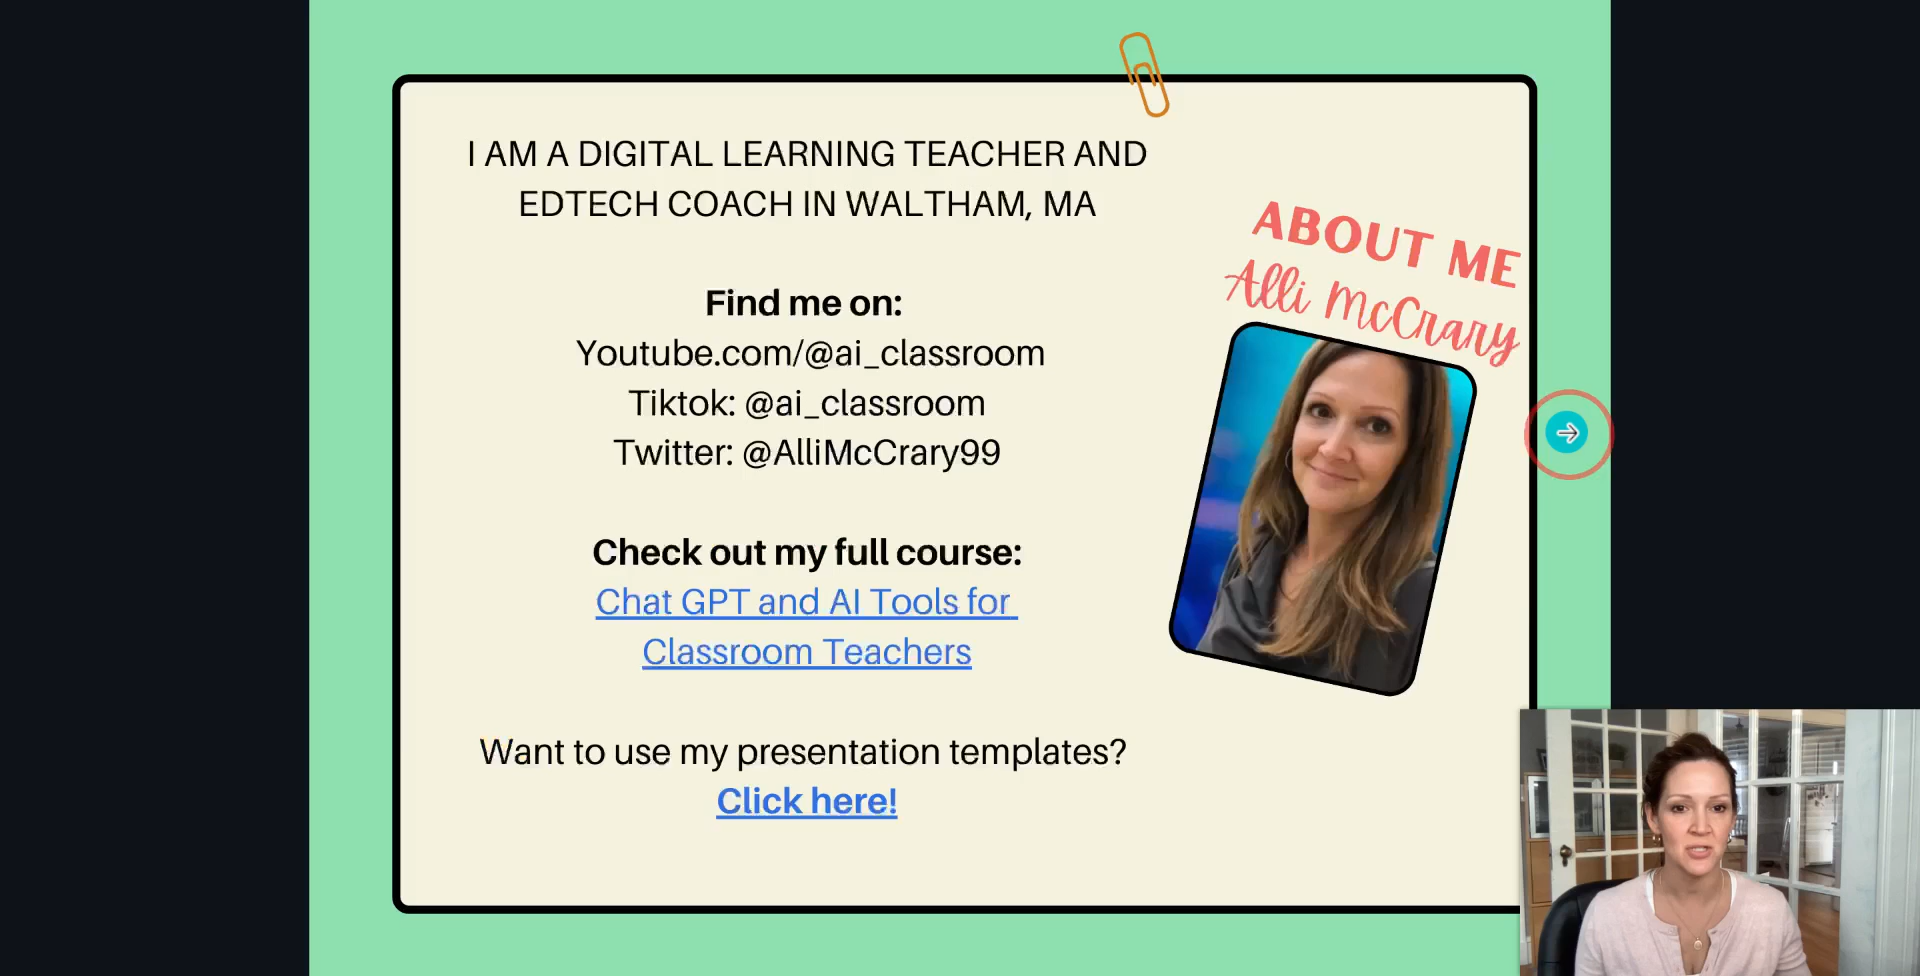 I AM A DIGITAL LEARNING TEACHER AND
EDTECH COACH IN WALTHAM, MA
Find me on:
Youtube.com/@ai_classroom
Tiktok: @ai_classroom
Twitter: @AlliMcCrary99
Check out my full course:
Chat GPT and AI Tools for
Classroom Teachers
Want to use my presentation templates?
Click here!
ABOUT ME
Alli McCrary